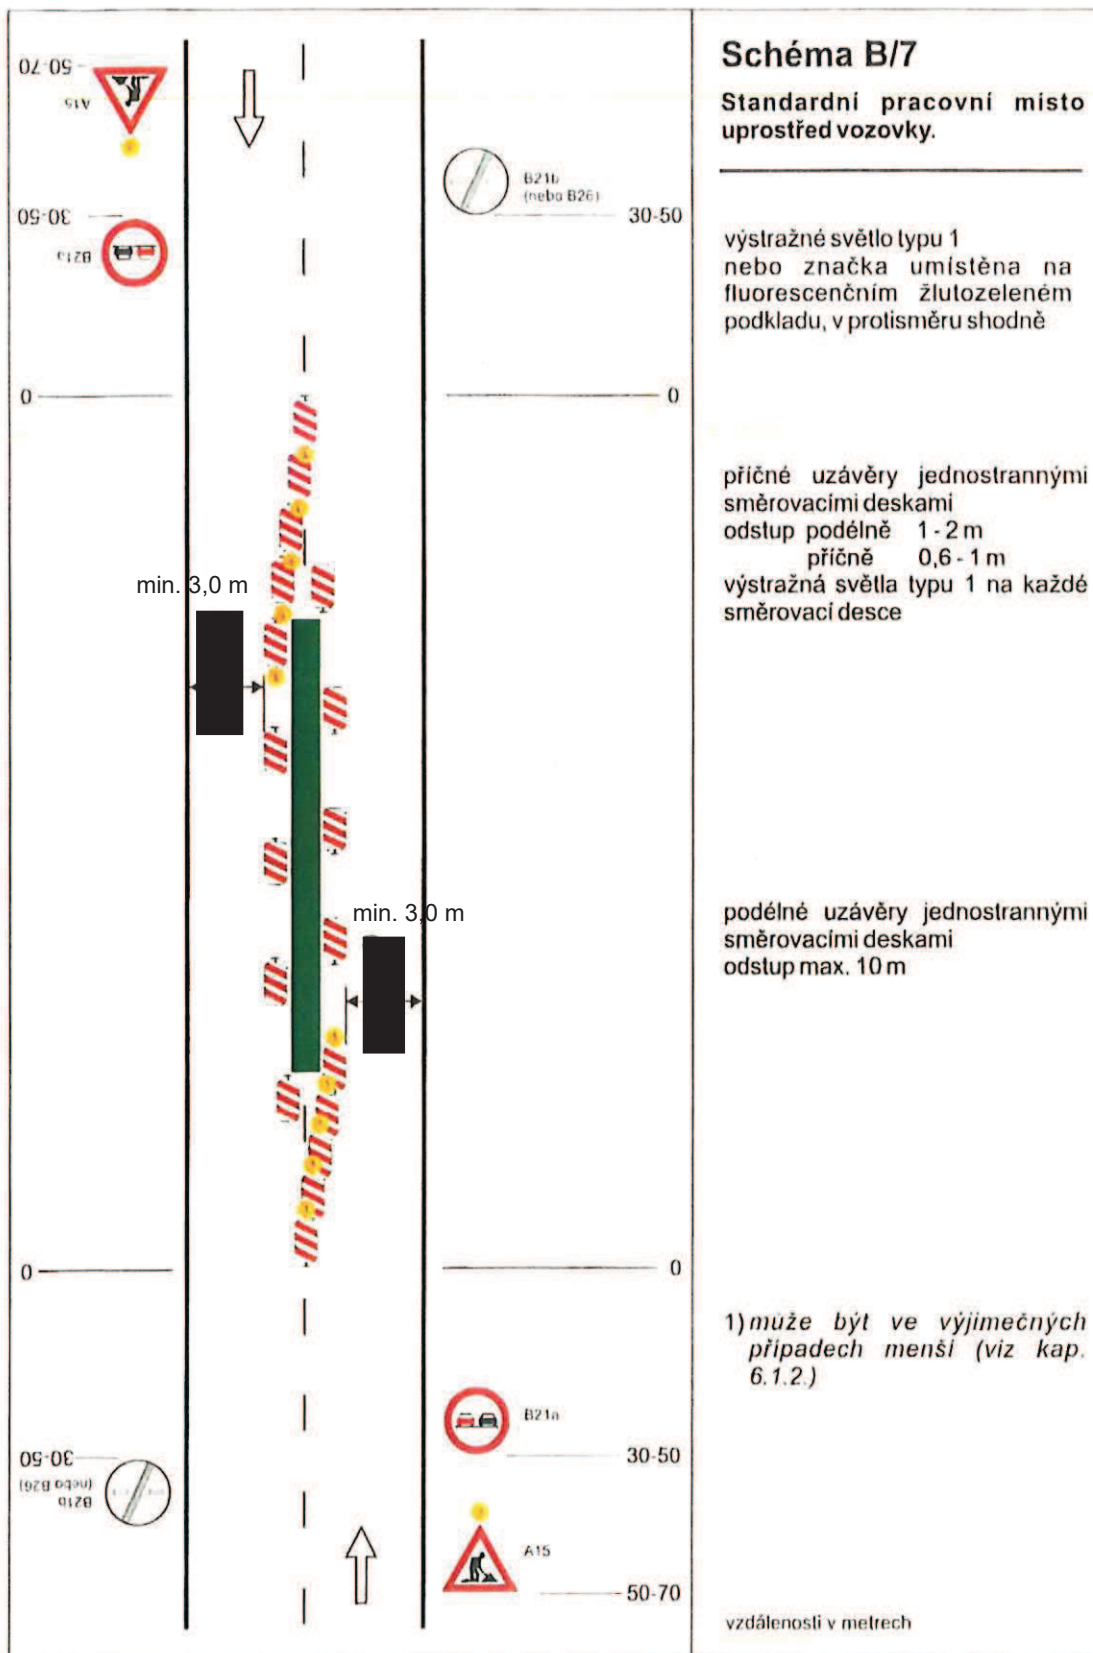 Schéma B/7
Standardní pracovní místo
uprostřed vozovky.
výstražné světlo typu 1
nebo značka umístěna na
fluorescenčním žlutozeleném
podkladu, v protisměru shodně
příčné uzávěry jednostrannými
směrovacími deskami
odstup podélně 1 - 2 m
příčně 0,6 - 1 m
výstražná světla typu 1 na každé
směrovací desce
podélné uzávěry jednostrannými
směrovacími deskami
odstup max. 10 m
1) může být ve výjimečných
případech menší (viz kap.
6.1.2.)
vzdálenosti v metrech
50-70
A15
30-50
B21a
0
min. 3,0 m
0
30-50
B21b
(nebo B26)
B21b
(nebo B26)
30-50
0
min. 3,0 m
0
B21a
30-50
A15
50-70